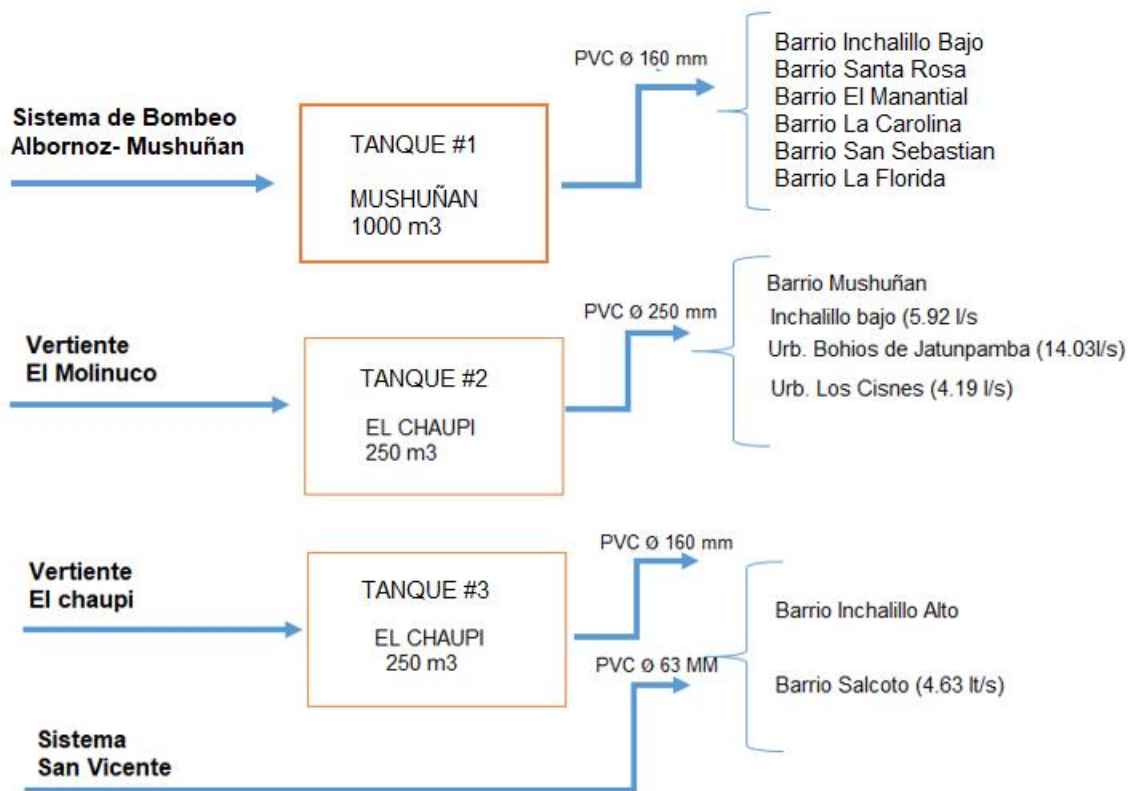 Sistema de Bombeo
Albornoz- Mushuñan
TANQUE #1
MUSHUÑAN
1000 m3
PVC Ø 160 mm
Barrio Inchalillo Bajo
Barrio Santa Rosa
Barrio El Manantial
Barrio La Carolina
Barrio San Sebastian
Barrio La Florida
Vertiente
El Molinuco
TANQUE #2
EL CHAUPI
250 m3
PVC Ø 250 mm
Barrio Mushuñan
Inchalillo bajo (5.92 l/s
Urb. Bohios de Jatunpamba (14.03l/s)
Urb. Los Cisnes (4.19 l/s)
Vertiente
El chaupi
TANQUE #3
EL CHAUPI
250 m3
PVC Ø 160 mm
Barrio Inchalillo Alto
PVC Ø 63 MM
Barrio Salcoto (4.63 lt/s)
Sistema
San Vicente